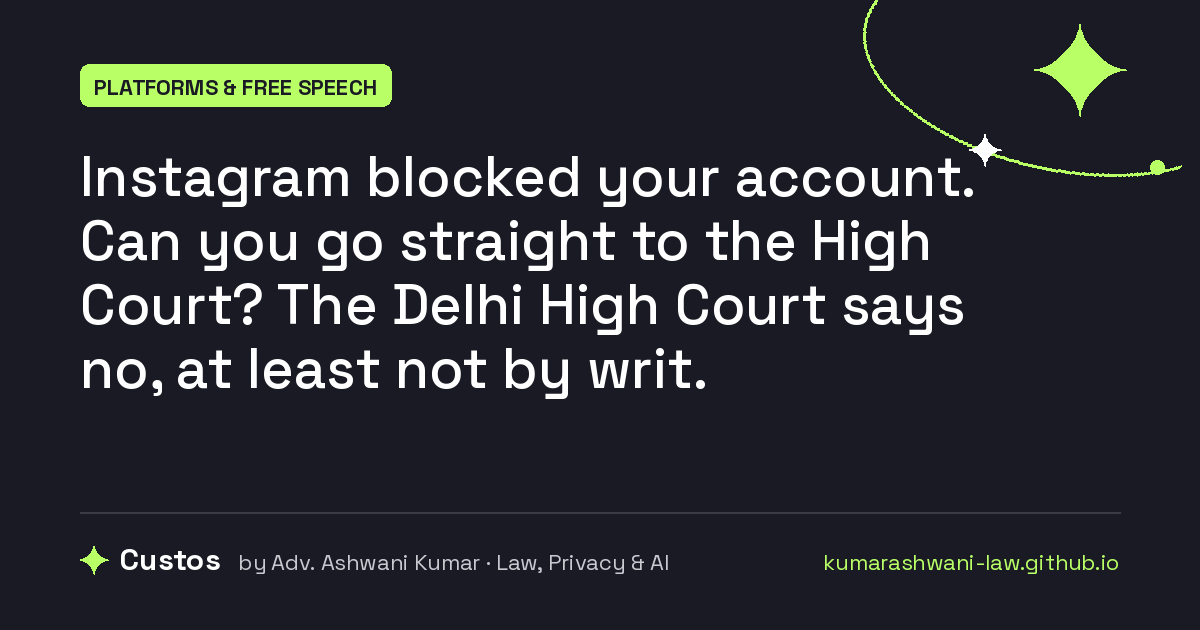 PLATFORMS & FREE SPEECH
Instagram blocked your account.
Can you go straight to the High
Court? The Delhi High Court says
no, at least not by writ.
Custos by Adv. Ashwani Kumar · Law, Privacy & AI kumarashwani-law.github.io